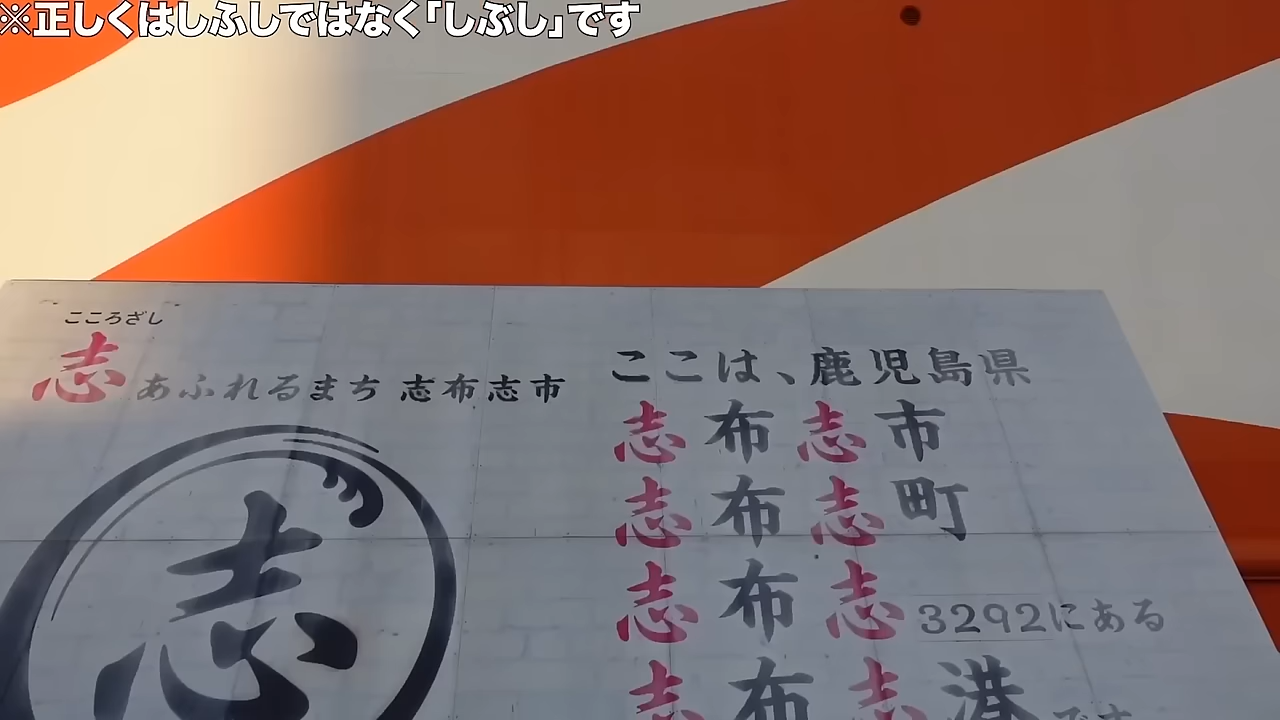 ※正しくはしふしではなく「しぶし」です
こころざし
志あふれるまち 志布志市
志
ここは、鹿児島県
志布志市
志布志町
志布志3292にある
志布志港です